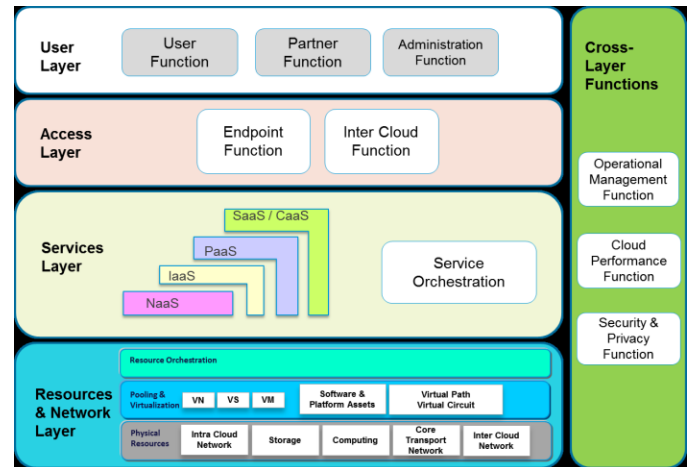 User
Layer
User
Function
Partner
Function
Administration
Function
Access
Layer
Endpoint
Function
Inter Cloud
Function
Services
Layer
SaaS / CaaS
PaaS
IaaS
NaaS
Service
Orchestration
Resources
& Network
Layer
Resource Orchestration
Pooling &
Virtualization
VN
VS
VM
Software &
Platform Assets
Virtual Path
Virtual Circuit
Physical
Resources
Intra Cloud
Network
Storage
Computing
Core
Transport
Network
Inter Cloud
Network
Cross-
Layer
Functions
Operational
Management
Function
Cloud
Performance
Function
Security &
Privacy
Function